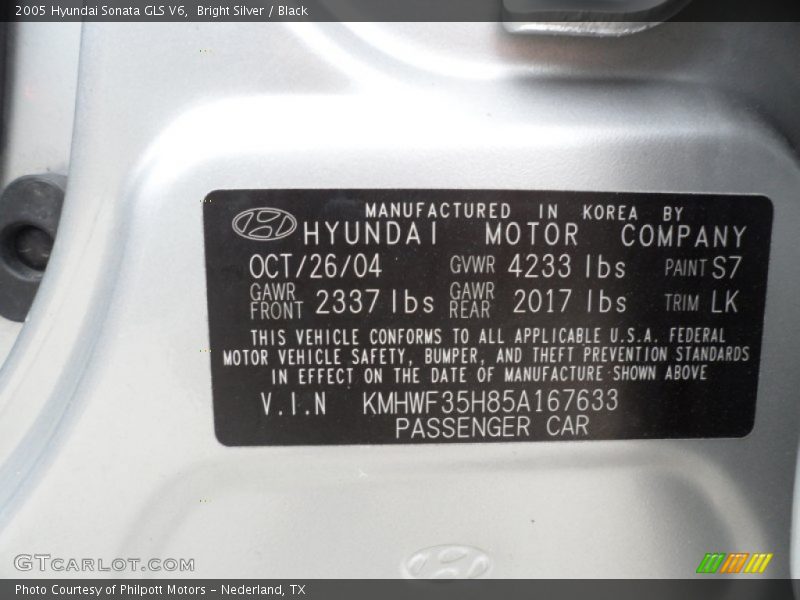 2005 Hyundai Sonata GLS V6, Bright Silver / Black
MANUFACTURED IN KOREA BY
HYUNDAI MOTOR COMPANY
OCT/26/04 GVWR 4233 lbs PAINT S7
GAWR FRONT 2337 lbs GAWR REAR 2017 lbs TRIM LK
THIS VEHICLE CONFORMS TO ALL APPLICABLE U.S.A. FEDERAL
MOTOR VEHICLE SAFETY, BUMPER, AND THEFT PREVENTION STANDARDS
IN EFFECT ON THE DATE OF MANUFACTURE SHOWN ABOVE
V.I.N KMHWF35H85A167633
PASSENGER CAR
GTCARLOT.COM
Photo Courtesy of Philpott Motors - Nederland, TX